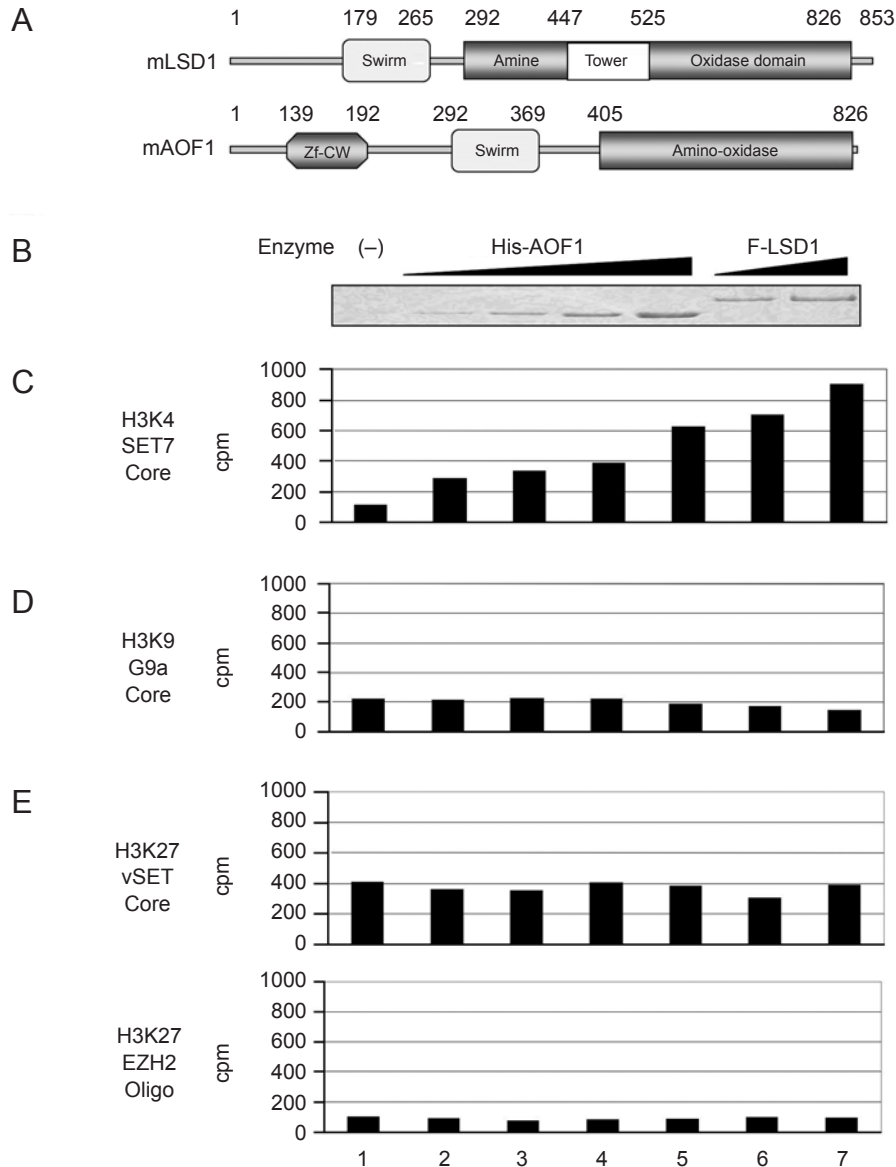 A
1 179 265 292 447 525 826 853
mLSD1 Swirm Amine Tower Oxidase domain
1 139 192 292 369 405 826
mAOF1 Zf-CW Swirm Amino-oxidase
B
Enzyme (–) His-AOF1 F-LSD1
C
H3K4
SET7
Core
cpm
1000
800
600
400
200
0
D
H3K9
G9a
Core
cpm
1000
800
600
400
200
0
E
H3K27
vSET
Core
cpm
1000
800
600
400
200
0
H3K27
EZH2
Oligo
cpm
1000
800
600
400
200
0
1 2 3 4 5 6 7